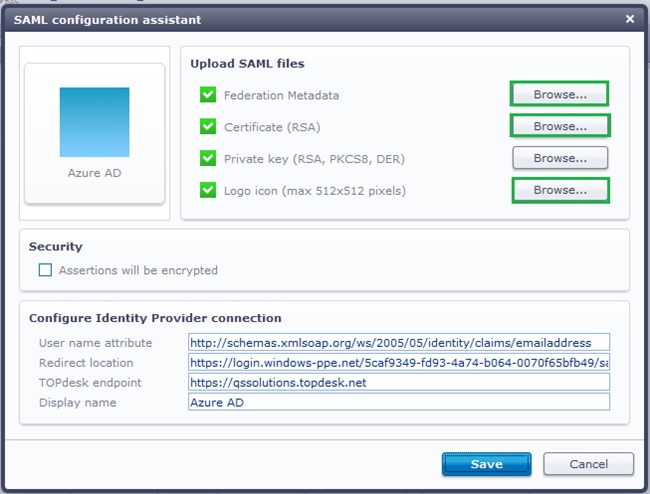 SAML configuration assistant
Azure AD
Upload SAML files
Federation Metadata Browse...
Certificate (RSA) Browse...
Private key (RSA, PKCS8, DER) Browse...
Logo icon (max 512x512 pixels) Browse...
Security
Assertions will be encrypted
Configure Identity Provider connection
User name attribute http://schemas.xmlsoap.org/ws/2005/05/identity/claims/emailaddress
Redirect location https://login.windows-ppe.net/5caf9349-fd93-4a74-b064-0070f65bfb49/sa
TOPdesk endpoint https://qssolutions.topdesk.net
Display name Azure AD
Save Cancel